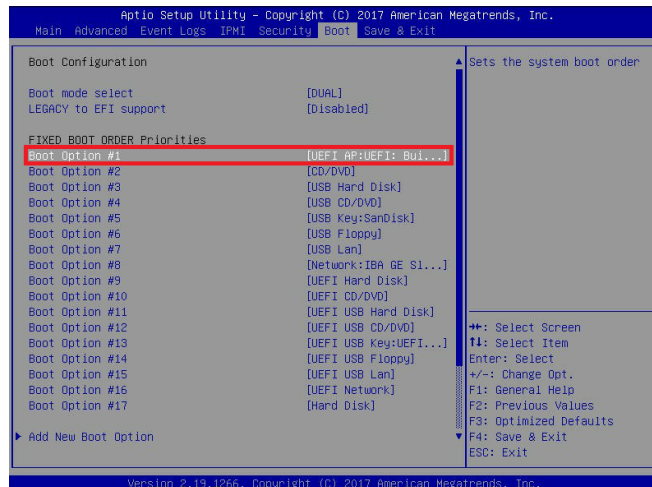 Aptio Setup Utility – Copyright (C) 2017 American Megatrends, Inc.
Main Advanced Event Logs IPMI Security Boot Save & Exit
Boot Configuration
Boot mode select [DUAL]
LEGACY to EFI support [Disabled]
FIXED BOOT ORDER Priorities
Boot Option #1 [UEFI AP:UEFI: Bui...]
Boot Option #2 [CD/DVD]
Boot Option #3 [USB Hard Disk]
Boot Option #4 [USB CD/DVD]
Boot Option #5 [USB Key:SanDisk]
Boot Option #6 [USB Floppy]
Boot Option #7 [USB Lan]
Boot Option #8 [Network:IBA GE Sl...]
Boot Option #9 [UEFI Hard Disk]
Boot Option #10 [UEFI CD/DVD]
Boot Option #11 [UEFI USB Hard Disk]
Boot Option #12 [UEFI USB CD/DVD]
Boot Option #13 [UEFI USB Key:UEFI...]
Boot Option #14 [UEFI USB Floppy]
Boot Option #15 [UEFI USB Lan]
Boot Option #16 [UEFI Network]
Boot Option #17 [Hard Disk]
Add New Boot Option
Sets the system boot order
→←: Select Screen
↑↓: Select Item
Enter: Select
+/-: Change Opt.
F1: General Help
F2: Previous Values
F3: Optimized Defaults
F4: Save & Exit
ESC: Exit
Version 2.19.1266. Copyright (C) 2017 American Megatrends, Inc.